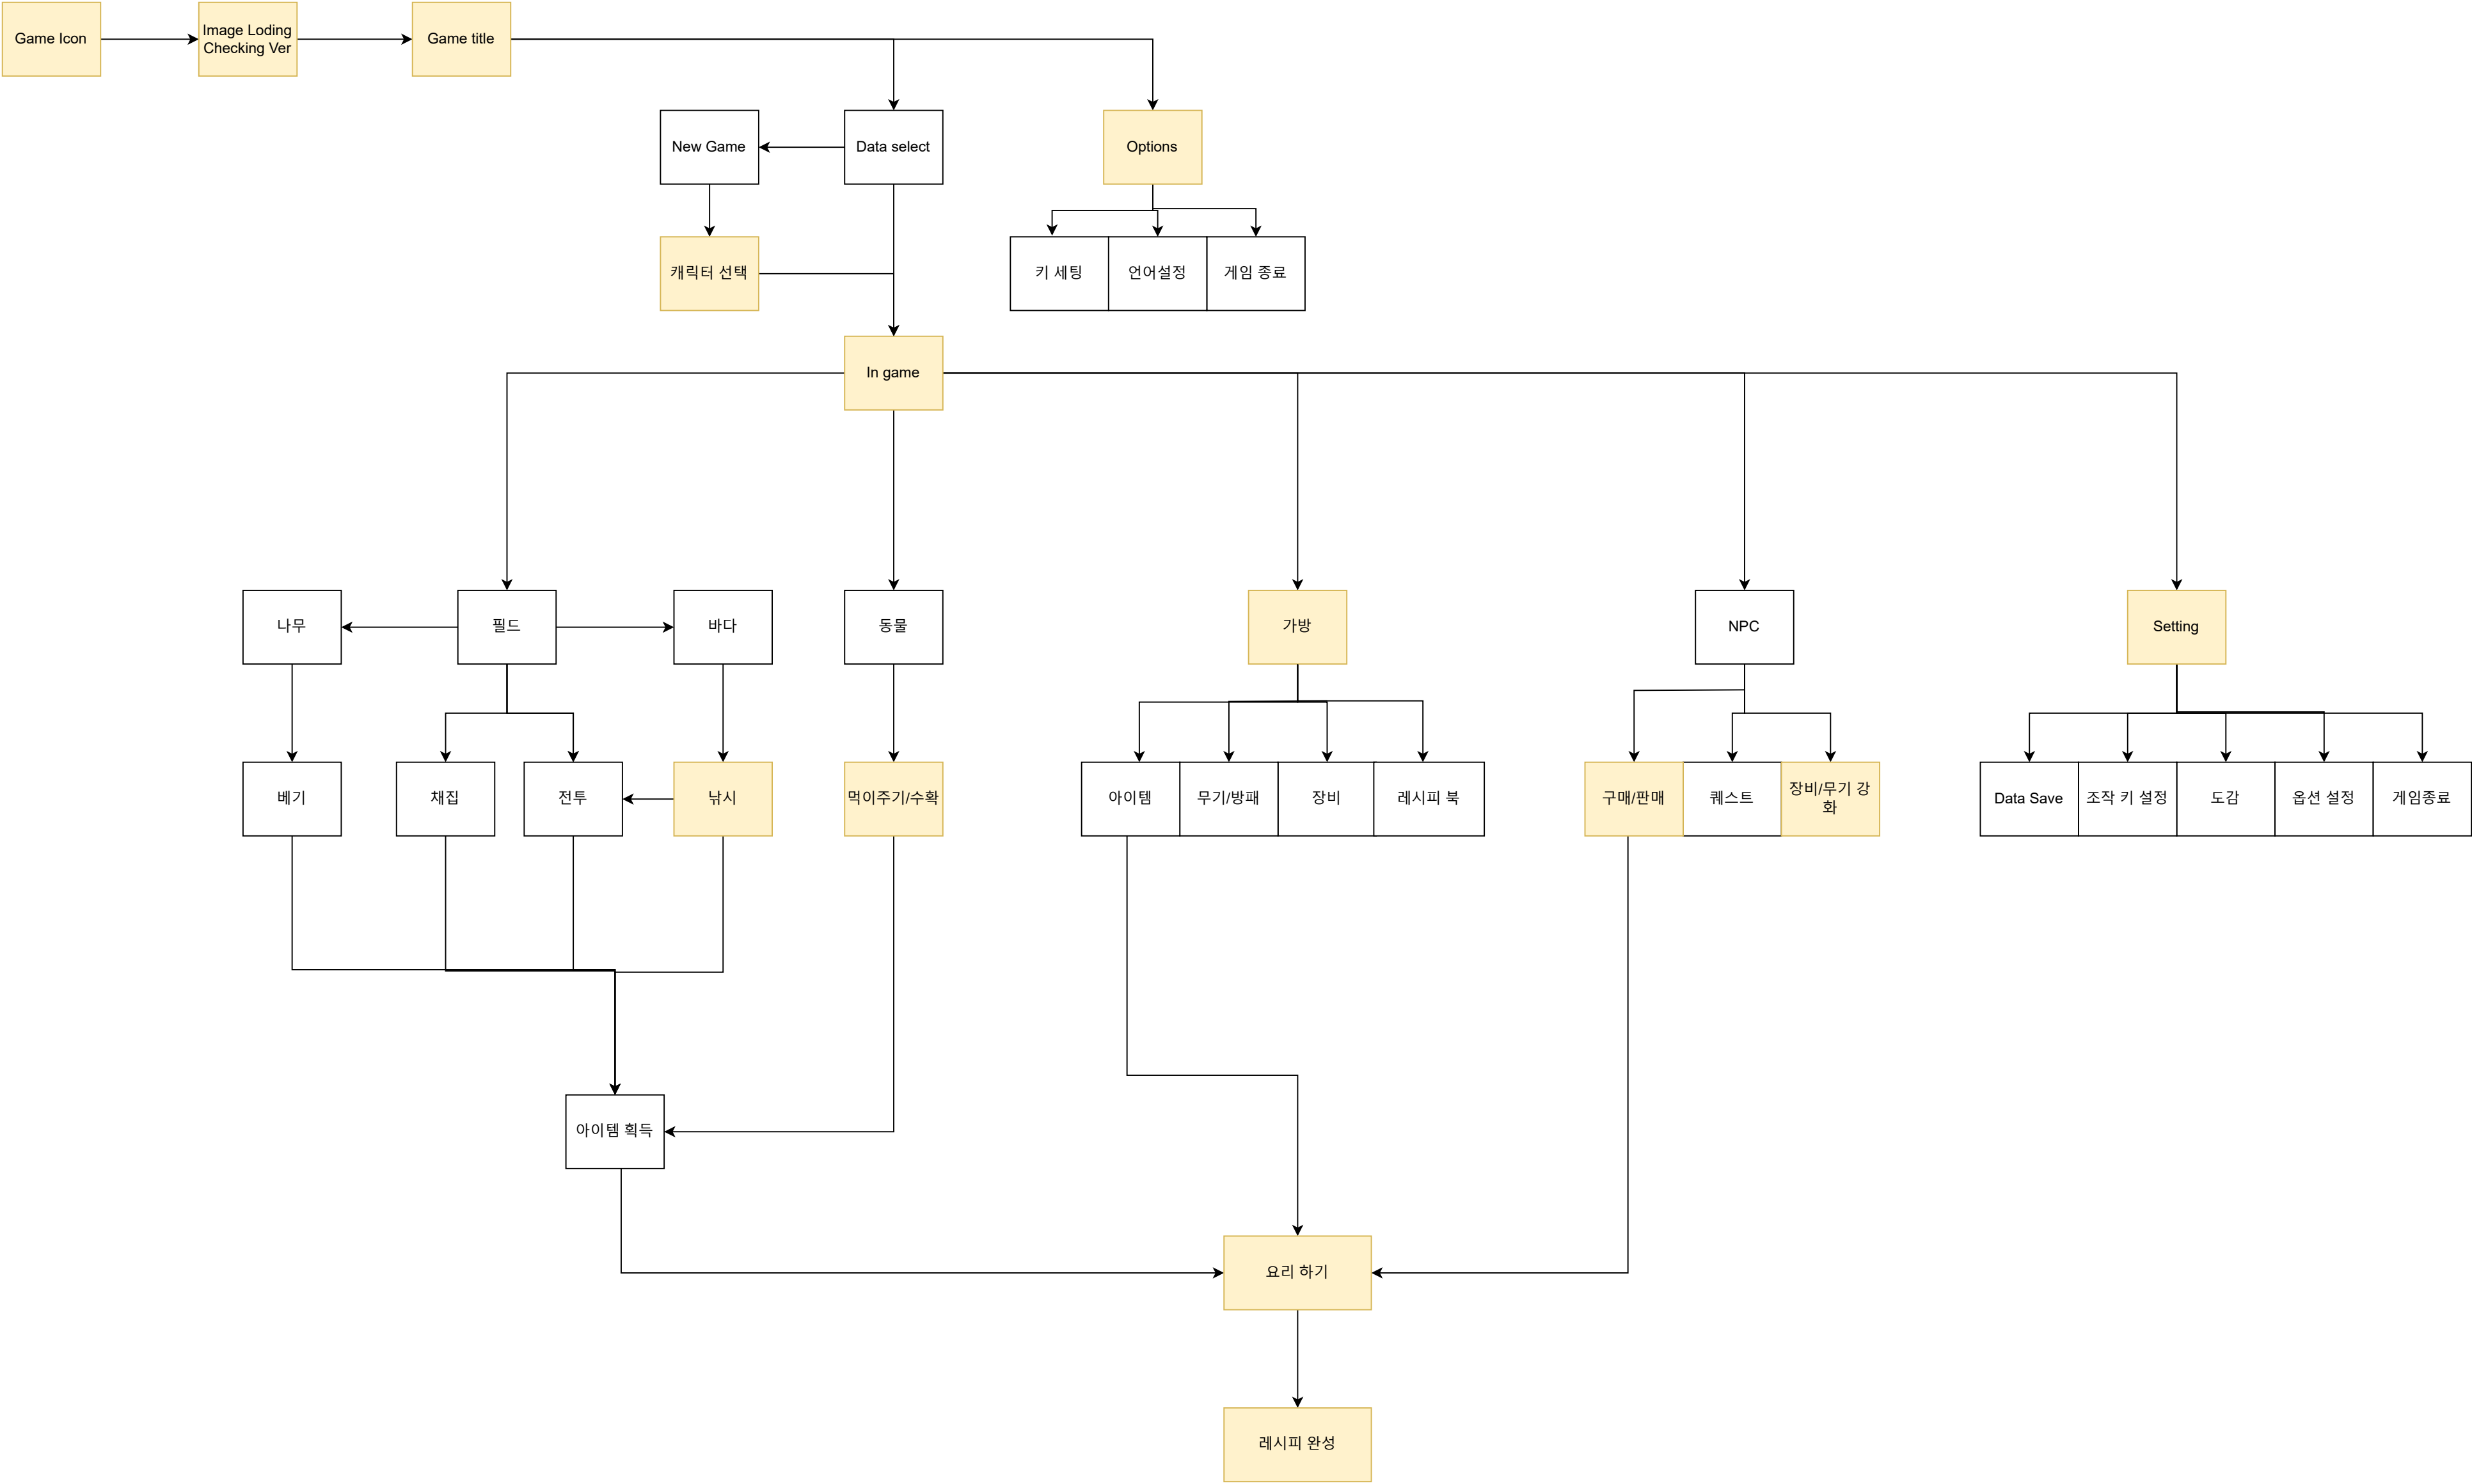 Game Icon
Image Loding
Checking Ver
Game title
New Game
Data select
Options
캐릭터 선택
키 세팅
언어설정
게임 종료
In game
나무
필드
바다
동물
가방
NPC
Setting
베기
채집
전투
낚시
먹이주기/수확
아이템
무기/방패
장비
레시피 북
구매/판매
퀘스트
장비/무기 강
화
Data Save
조작 키 설정
도감
옵션 설정
게임종료
아이템 획득
요리 하기
레시피 완성